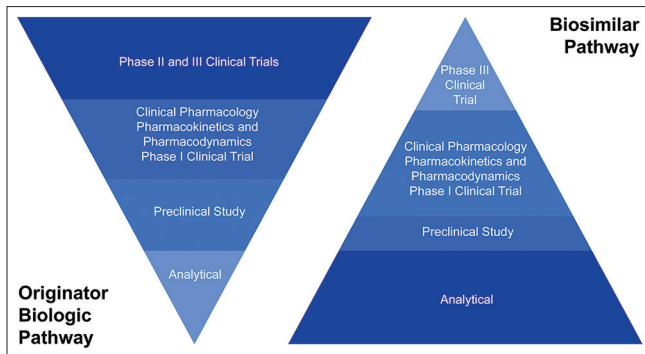 Phase II and III Clinical Trials
Clinical Pharmacology
Pharmacokinetics and
Pharmacodynamics
Phase I Clinical Trial
Preclinical Study
Analytical
Originator
Biologic
Pathway
Biosimilar
Pathway
Phase III
Clinical
Trial
Clinical Pharmacology
Pharmacokinetics and
Pharmacodynamics
Phase I Clinical Trial
Preclinical Study
Analytical